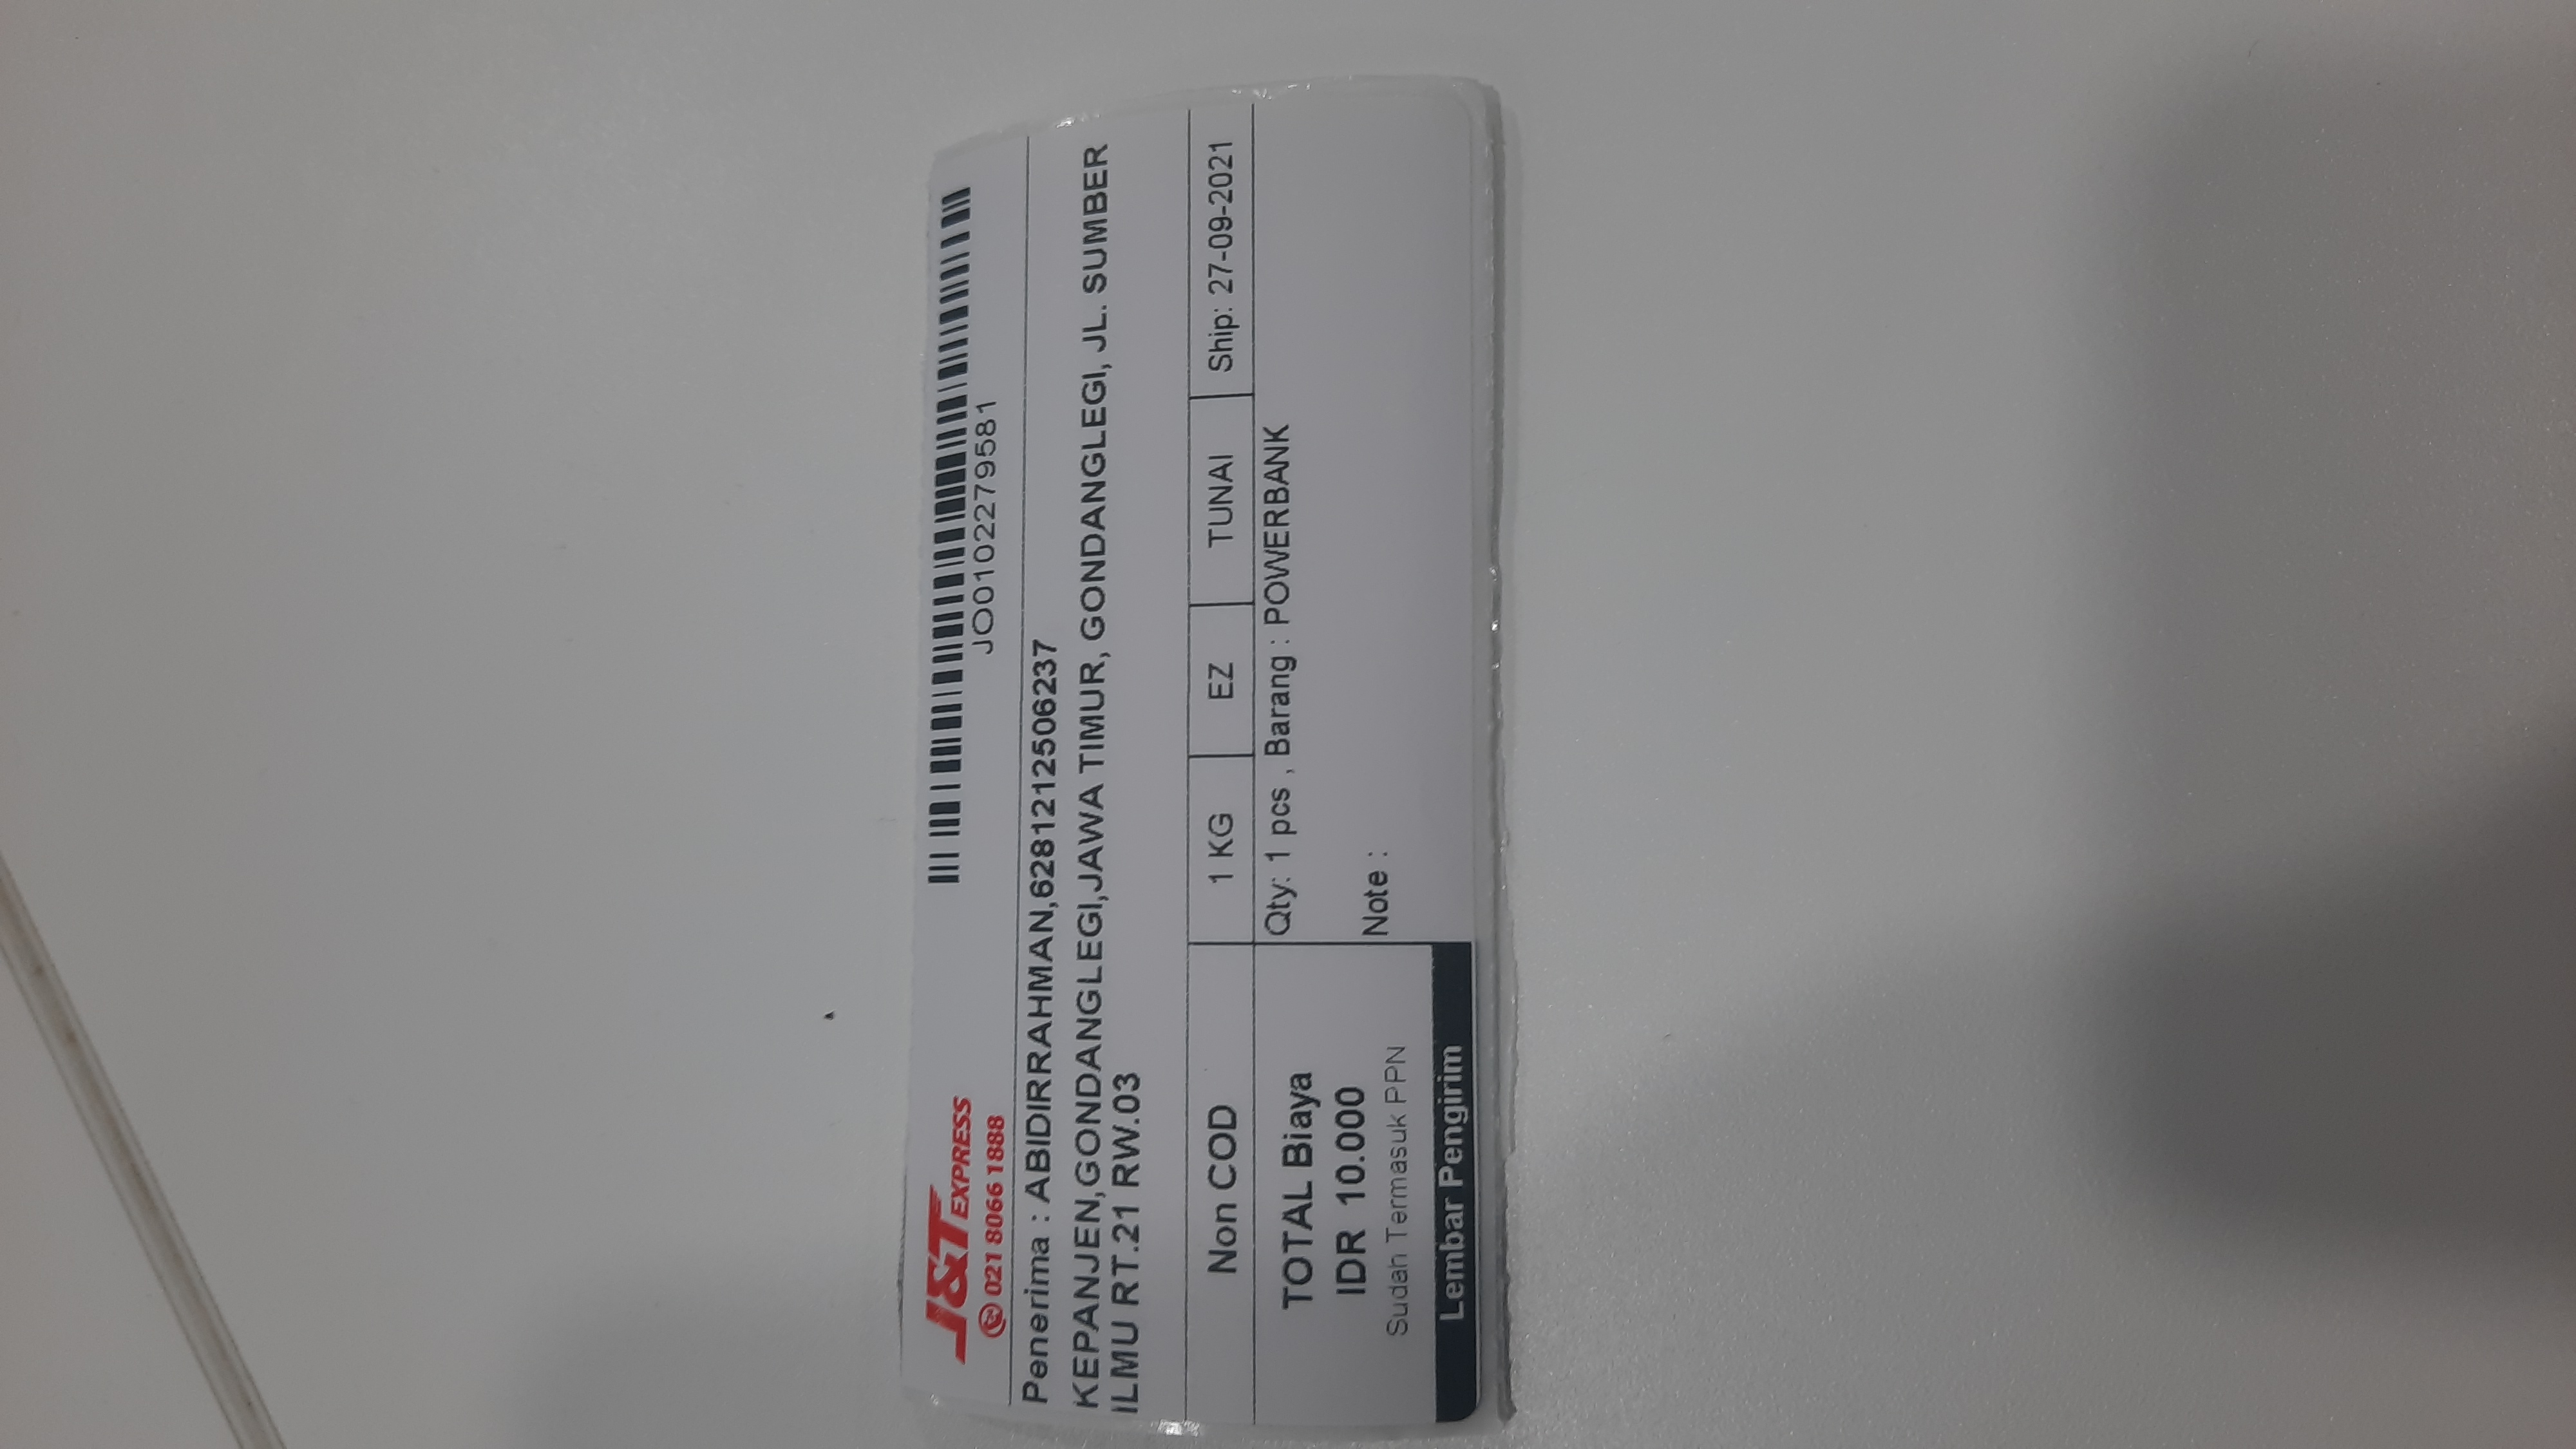 J&T EXPRESS
021 8066 1888
JO0102279581
Penerima : ABIDIRRAHMAN,6281212506237
KEPANJEN,GONDANGLEGI,JAWA TIMUR, GONDANGLEGI, JL. SUMBER
ILMU RT.21 RW.03
Non COD
1 KG
EZ
TUNAI
Ship: 27-09-2021
TOTAL Biaya
IDR 10.000
Sudah Termasuk PPN
Lembar Pengirim
Qty: 1 pcs , Barang : POWERBANK
Note :